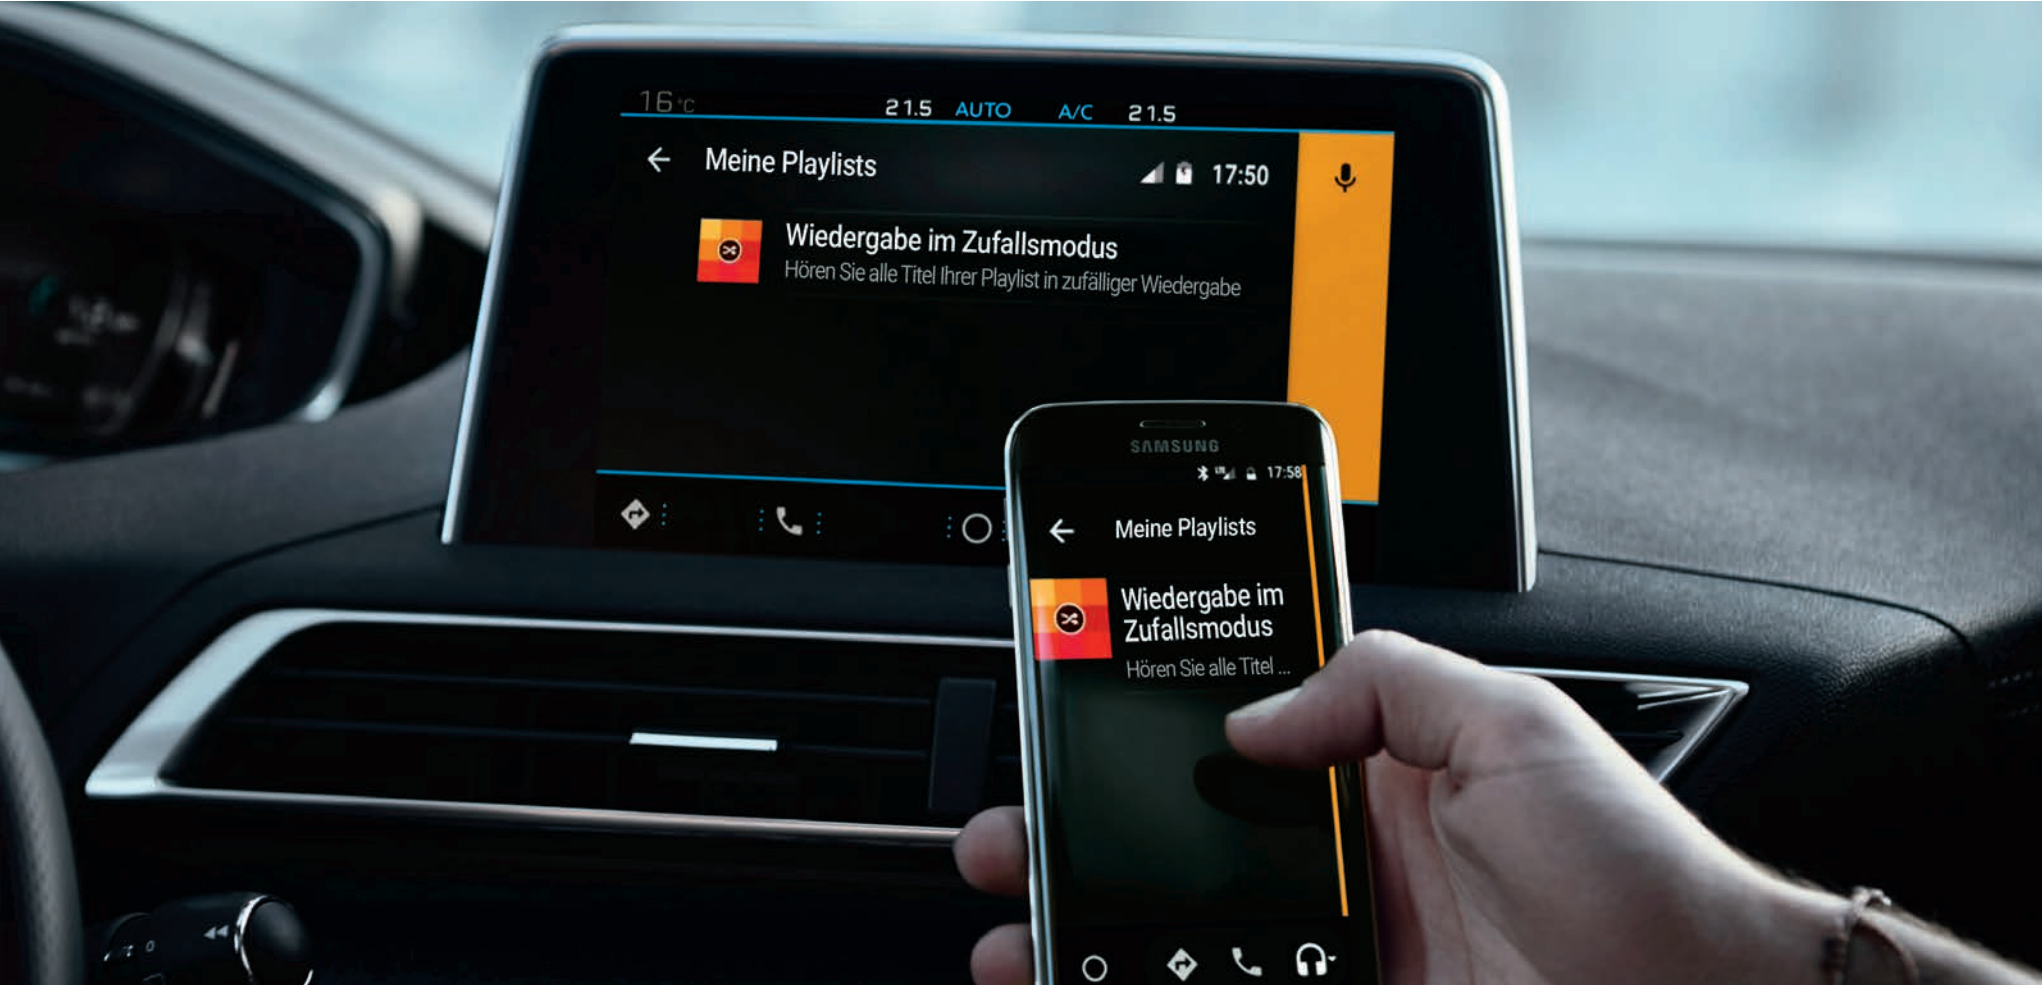 16°C 21.5 AUTO A/C 21.5
Meine Playlists 17:50
Wiedergabe im Zufallsmodus
Hören Sie alle Titel Ihrer Playlist in zufälliger Wiedergabe
SAMSUNG
17:58
Meine Playlists
Wiedergabe im
Zufallsmodus
Hören Sie alle Titel ...